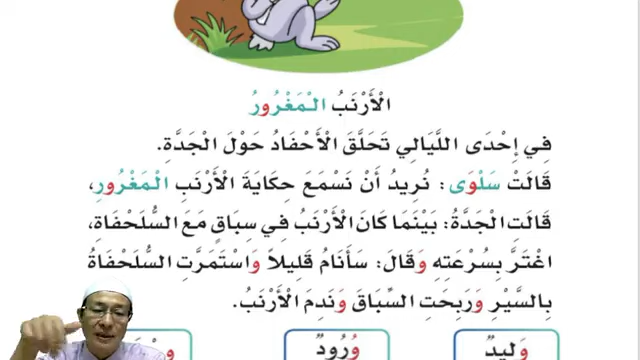 الْأَرْنَبُ الْمَغْرُورُ
فِي إِحْدَى اللَّيَالِي تَحَلَّقَ الْأَحْفَادُ حَوْلَ الْجَدَّةِ.
قَالَتْ سَلْوَى : نُرِيدُ أَنْ نَسْمَعَ حِكَايَةَ الْأَرْنَبِ الْمَغْرُورِ،
قَالَتِ الْجَدَّةُ: بَيْنَمَا كَانَ الْأَرْنَبُ فِي سِبَاقٍ مَعَ السُّلَحْفَاةِ،
اغْتَرَّ بِسُرْعَتِهِ وَقَالَ: سَأَنَامُ قَلِيلاً وَاسْتَمَرَّتِ السُّلَحْفَاةُ
بِالسَّيْرِ وَرَبِحَتِ السِّبَاقَ وَنَدِمَ الْأَرْنَبُ.
وَلِيدٌ وُرُودٌ